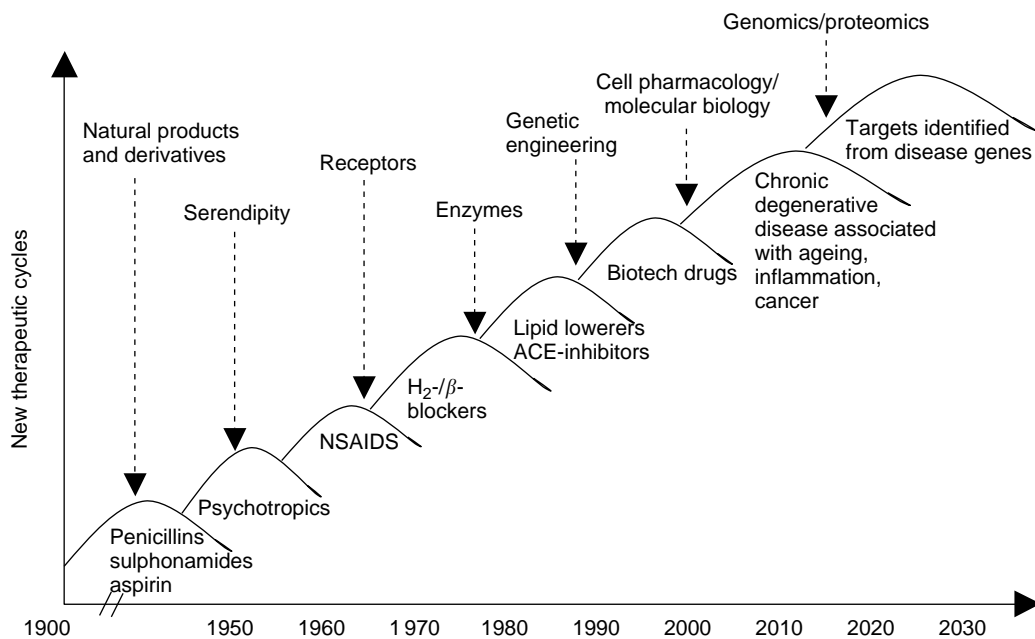 Genomics/proteomics
Cell pharmacology/
molecular biology
Genetic
engineering
Natural products
and derivatives
Receptors
Serendipity
Enzymes
Targets identified
from disease genes
Chronic
degenerative
disease associated
with ageing,
inflammation,
cancer
Biotech drugs
Lipid lowerers
ACE-inhibitors
H₂-/β-
blockers
NSAIDS
Psychotropics
Penicillins
sulphonamides
aspirin
New therapeutic cycles
1900 1950 1960 1970 1980 1990 2000 2010 2020 2030